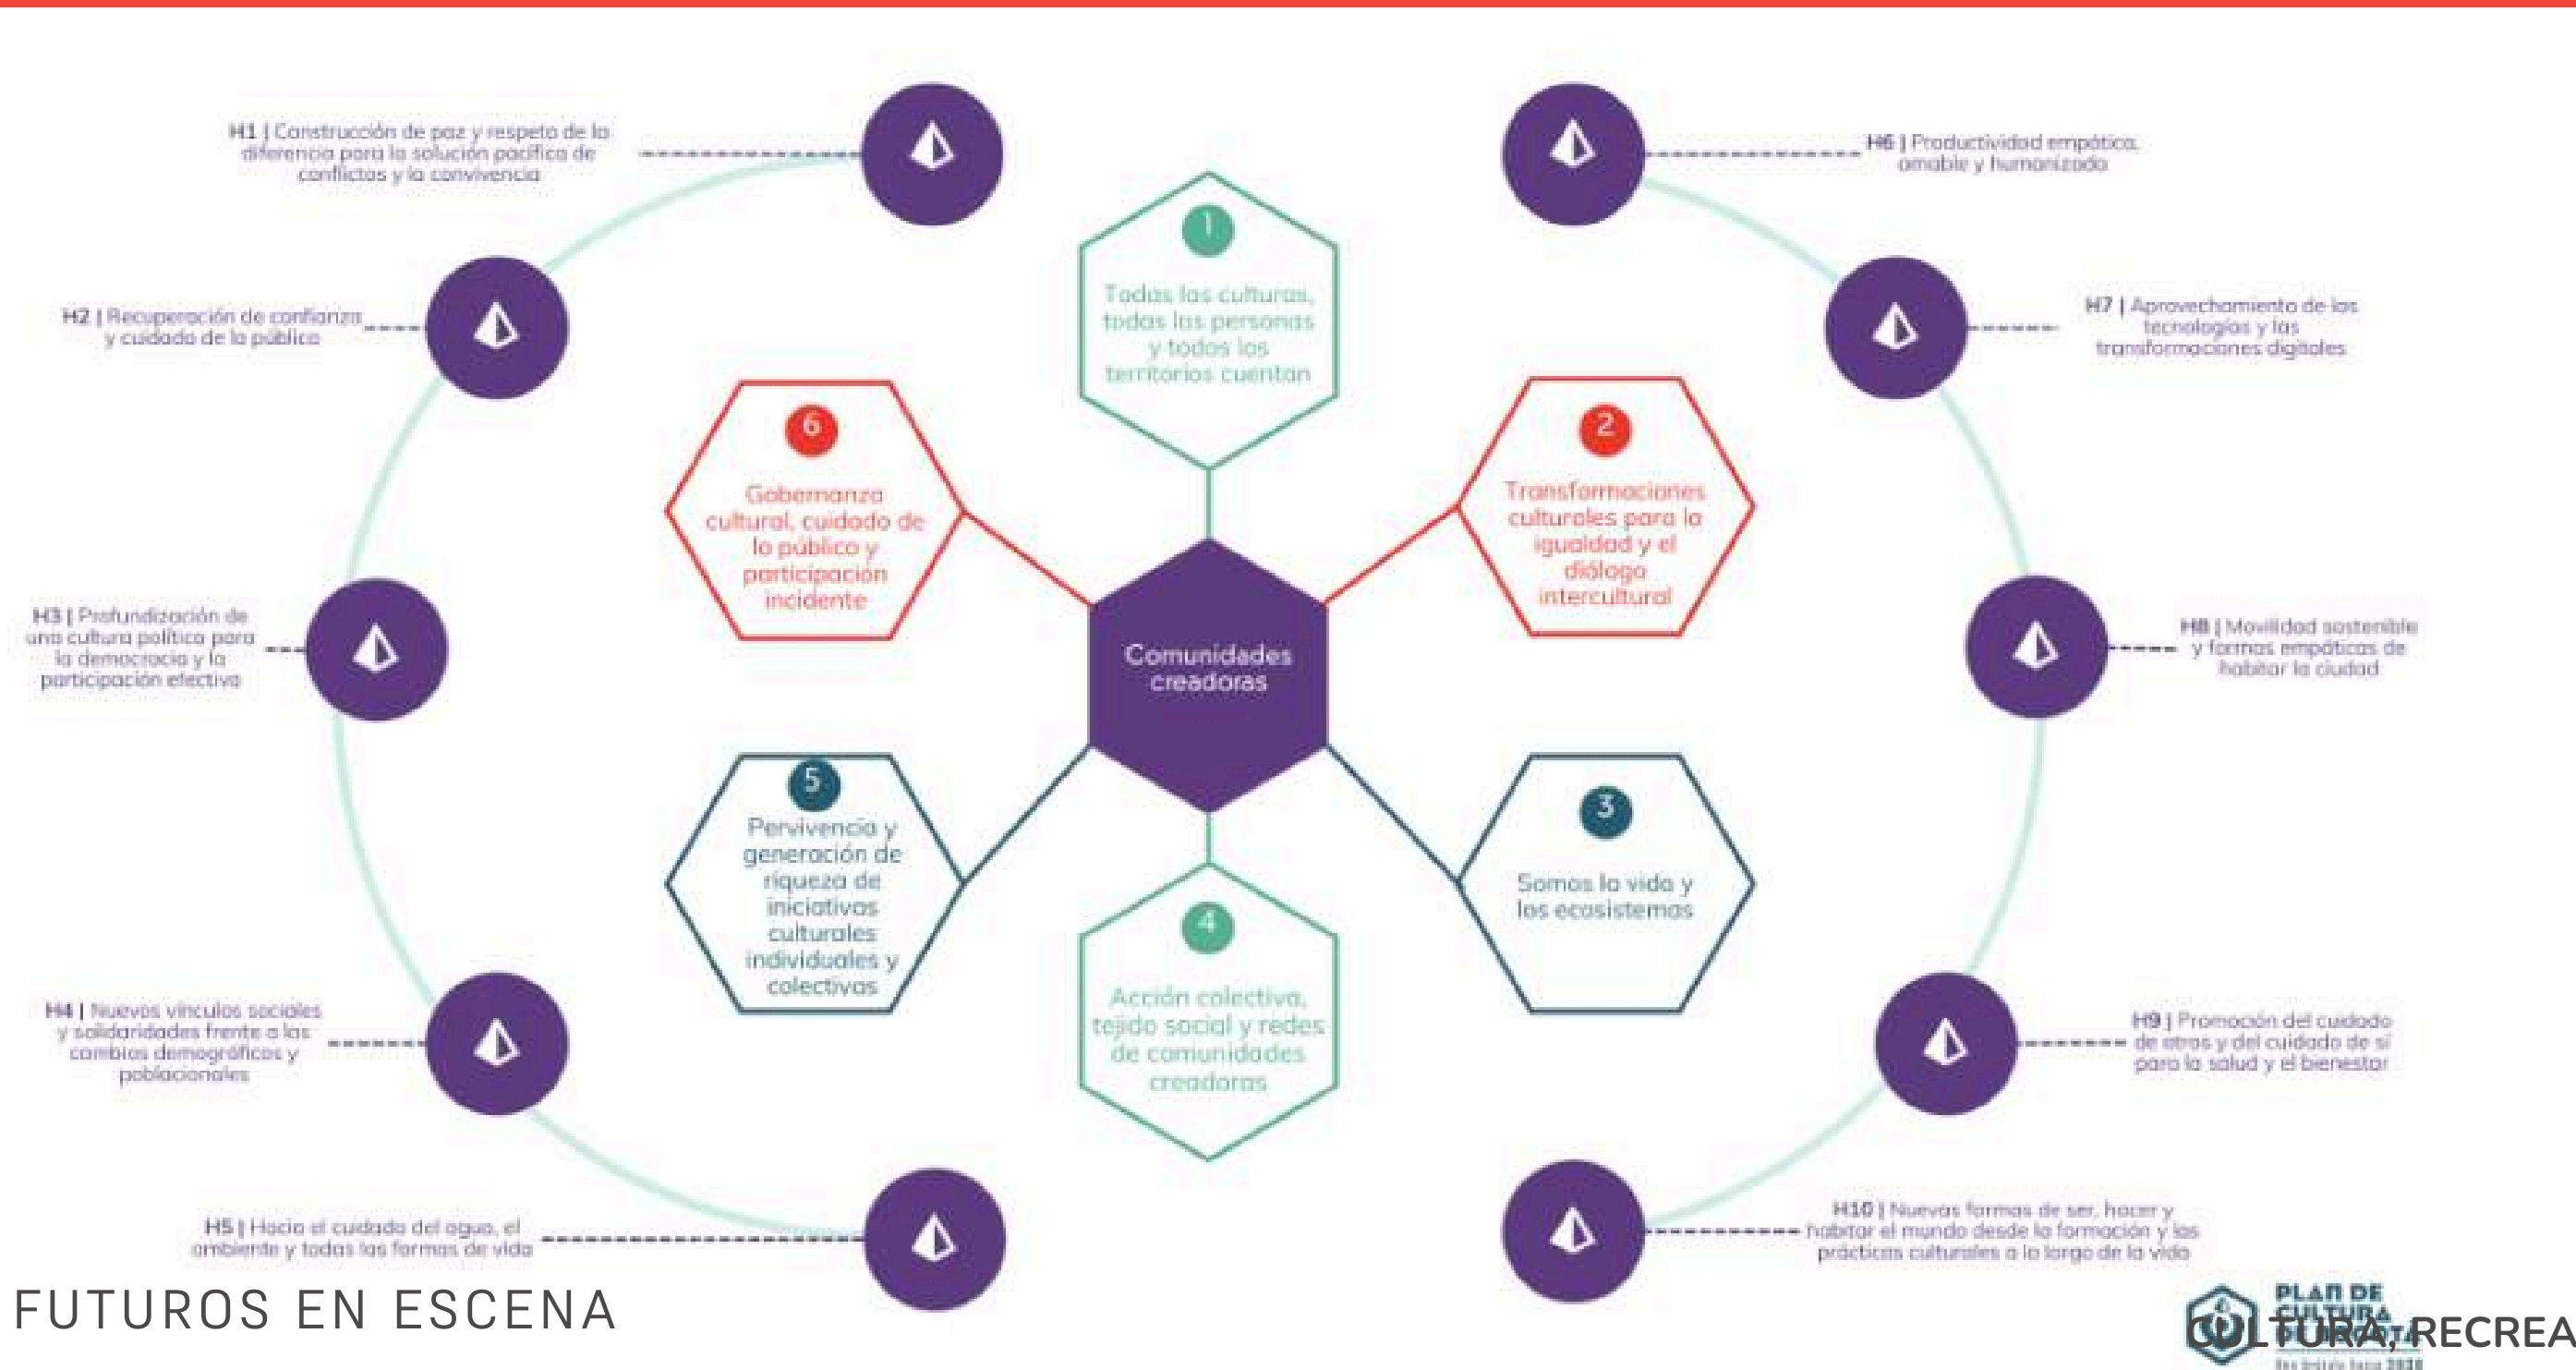 H1 | Construcción de paz y respeto de la
diferencia para la solución pacífica de
conflictos y la convivencia
H2 | Recuperación de confianza
y cuidado de lo público
H3 | Profundización de
una cultura política para
la democracia y la
participación efectiva
H4 | Nuevos vínculos sociales
y solidaridades frente a los
cambios demográficos y
poblacionales
H5 | Hacia el cuidado del agua, el
ambiente y todas las formas de vida
1
Todas las culturas,
todas las personas
y todos los
territorios cuentan
6
Gobernanza
cultural, cuidado de
lo público y
participación
incidente
2
Transformaciones
culturales para la
igualdad y el
diálogo
intercultural
Comunidades
creadoras
5
Pervivencia y
generación de
riqueza de
iniciativas
culturales
individuales y
colectivas
3
Somos la vida y
los ecosistemas
4
Acción colectiva,
tejido social y redes
de comunidades
creadoras
H6 | Productividad empática,
amable y humanizada
H7 | Aprovechamiento de las
tecnologías y las
transformaciones digitales
H8 | Movilidad sostenible
y formas empáticas de
habitar la ciudad
H9 | Promoción del cuidado
de otros y del cuidado de sí
para la salud y el bienestar
H10 | Nuevas formas de ser, hacer y
habitar el mundo desde la formación y las
prácticas culturales a lo largo de la vida
FUTUROS EN ESCENA
PLAN DE
CULTURA
DE BOGOTÁ
2038
CULTURA, RECREA